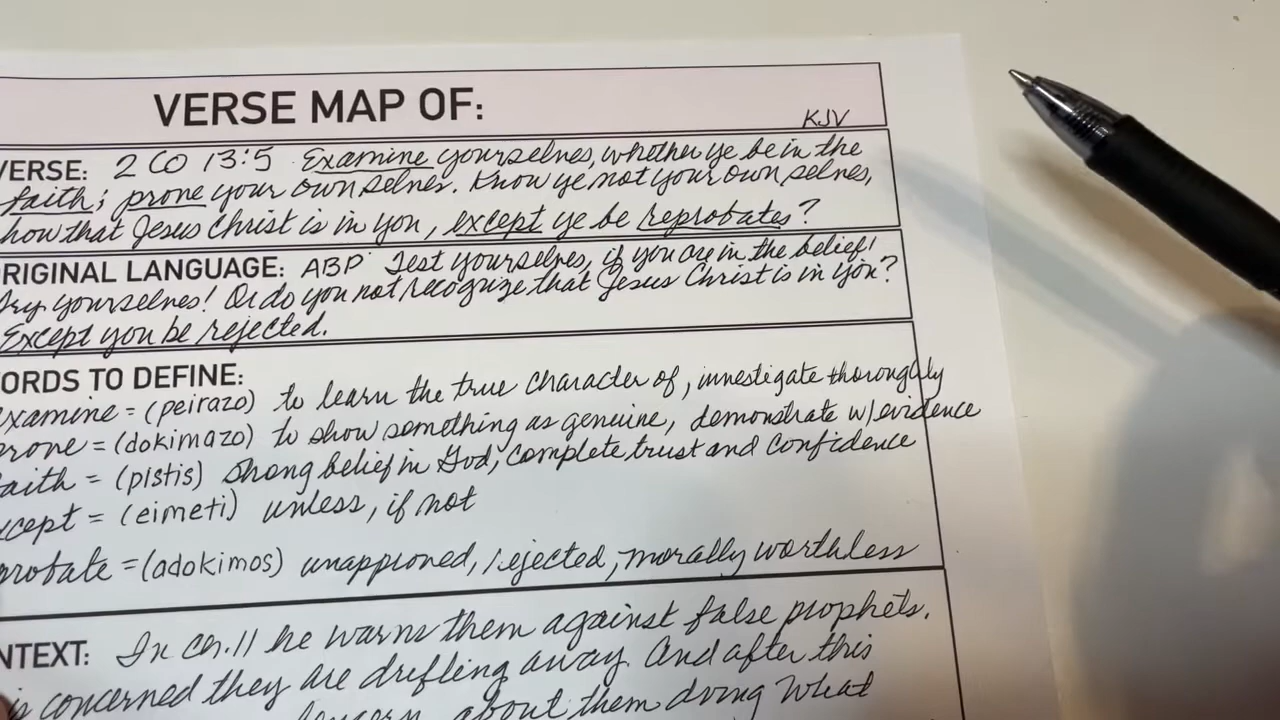 VERSE MAP OF:
KJV
VERSE: 2 CO 13:5 Examine yourselves, whether ye be in the
faith; prove your own selves. Know ye not your own selves,
how that Jesus Christ is in you, except ye be reprobates?
RIGINAL LANGUAGE: ABP Test yourselves, if you are in the belief!
Try yourselves! Or do you not recognize that Jesus Christ is in you?
Except you be rejected.
ORDS TO DEFINE:
examine = (peirazo) to learn the true character of, investigate thoroughly
prove = (dokimazo) to show something as genuine, demonstrate w/evidence
faith = (pistis) strong belief in God; complete trust and confidence
xcept = (eimeti) unless, if not
probate = (adokimos) unapproved, rejected, morally worthless
NTEXT: In ch. 11 he warns them against false prophets.
is concerned they are drifting away. And after this
about them doing what